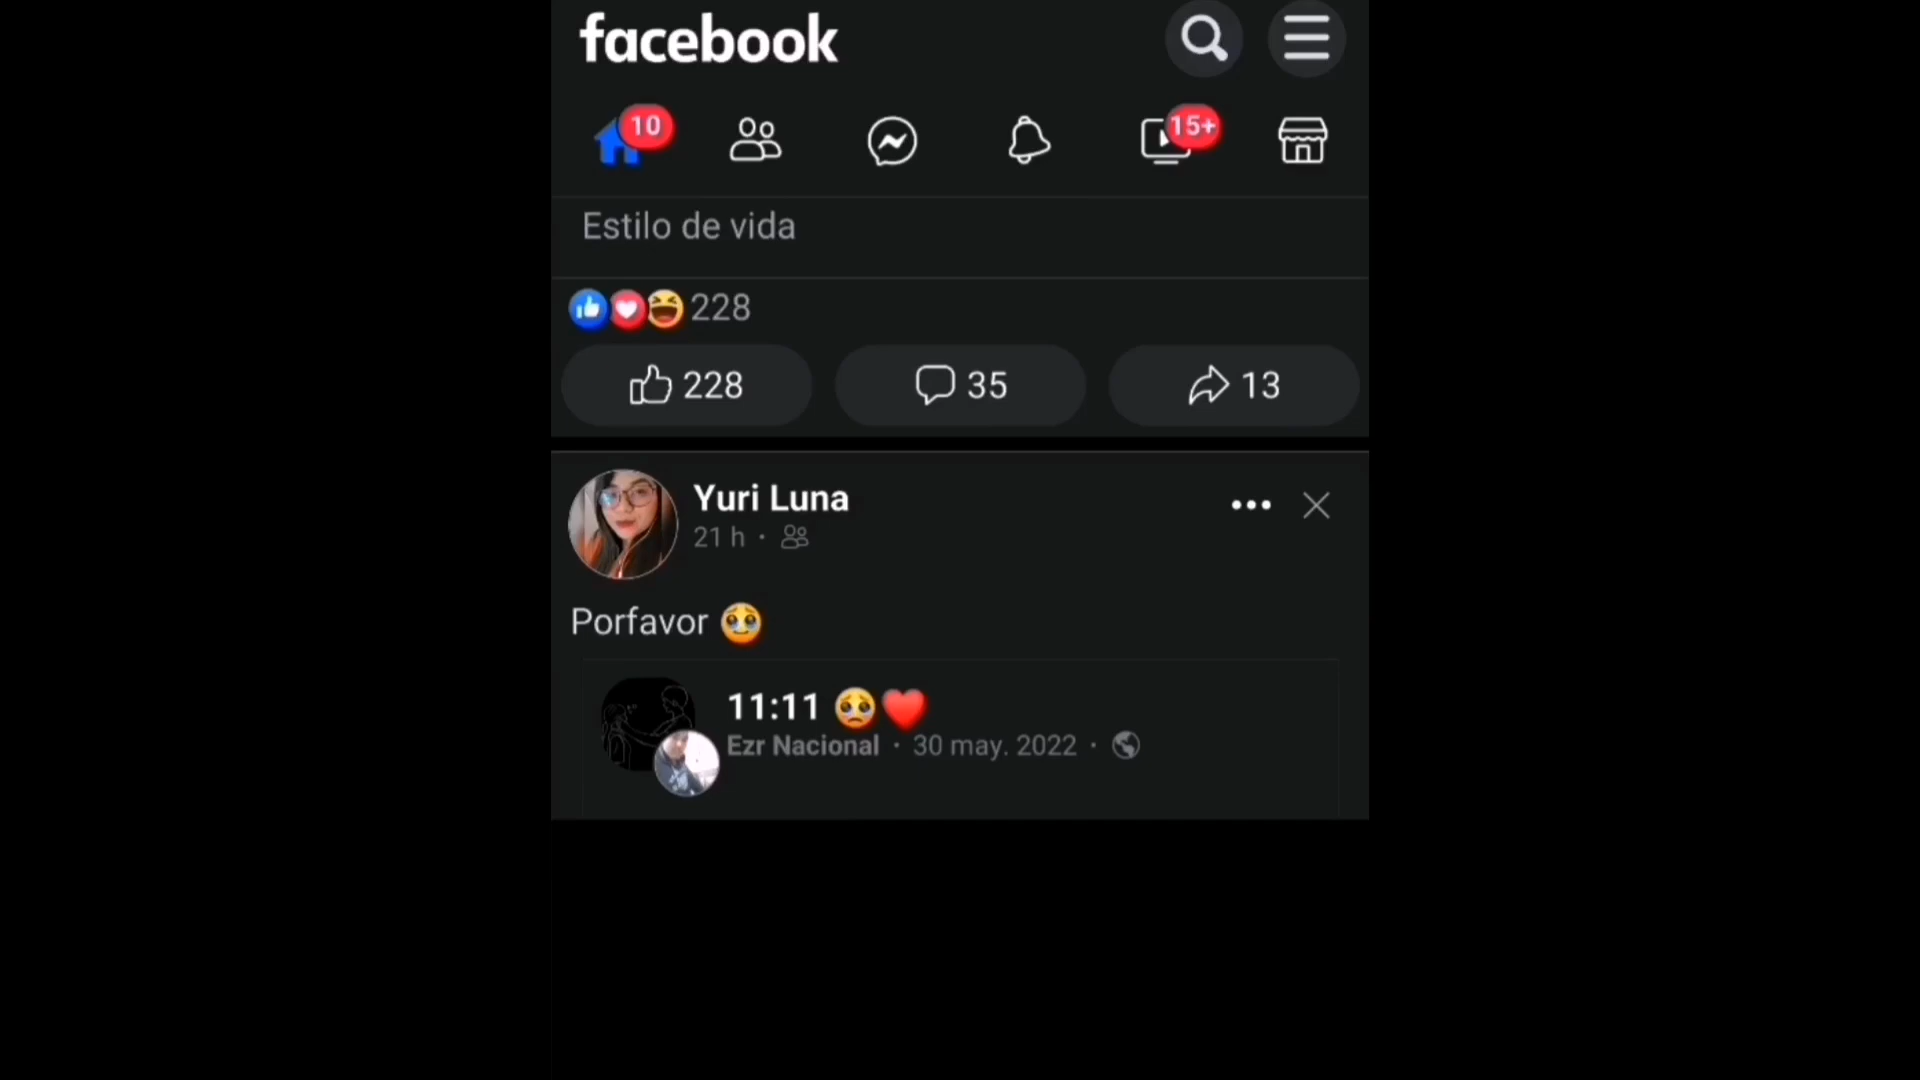 facebook
10
15+
Estilo de vida
228
228
35
13
Yuri Luna
21 h ·
Porfavor 🥹
11:11 🥹❤️
Ezr Nacional · 30 may. 2022 ·